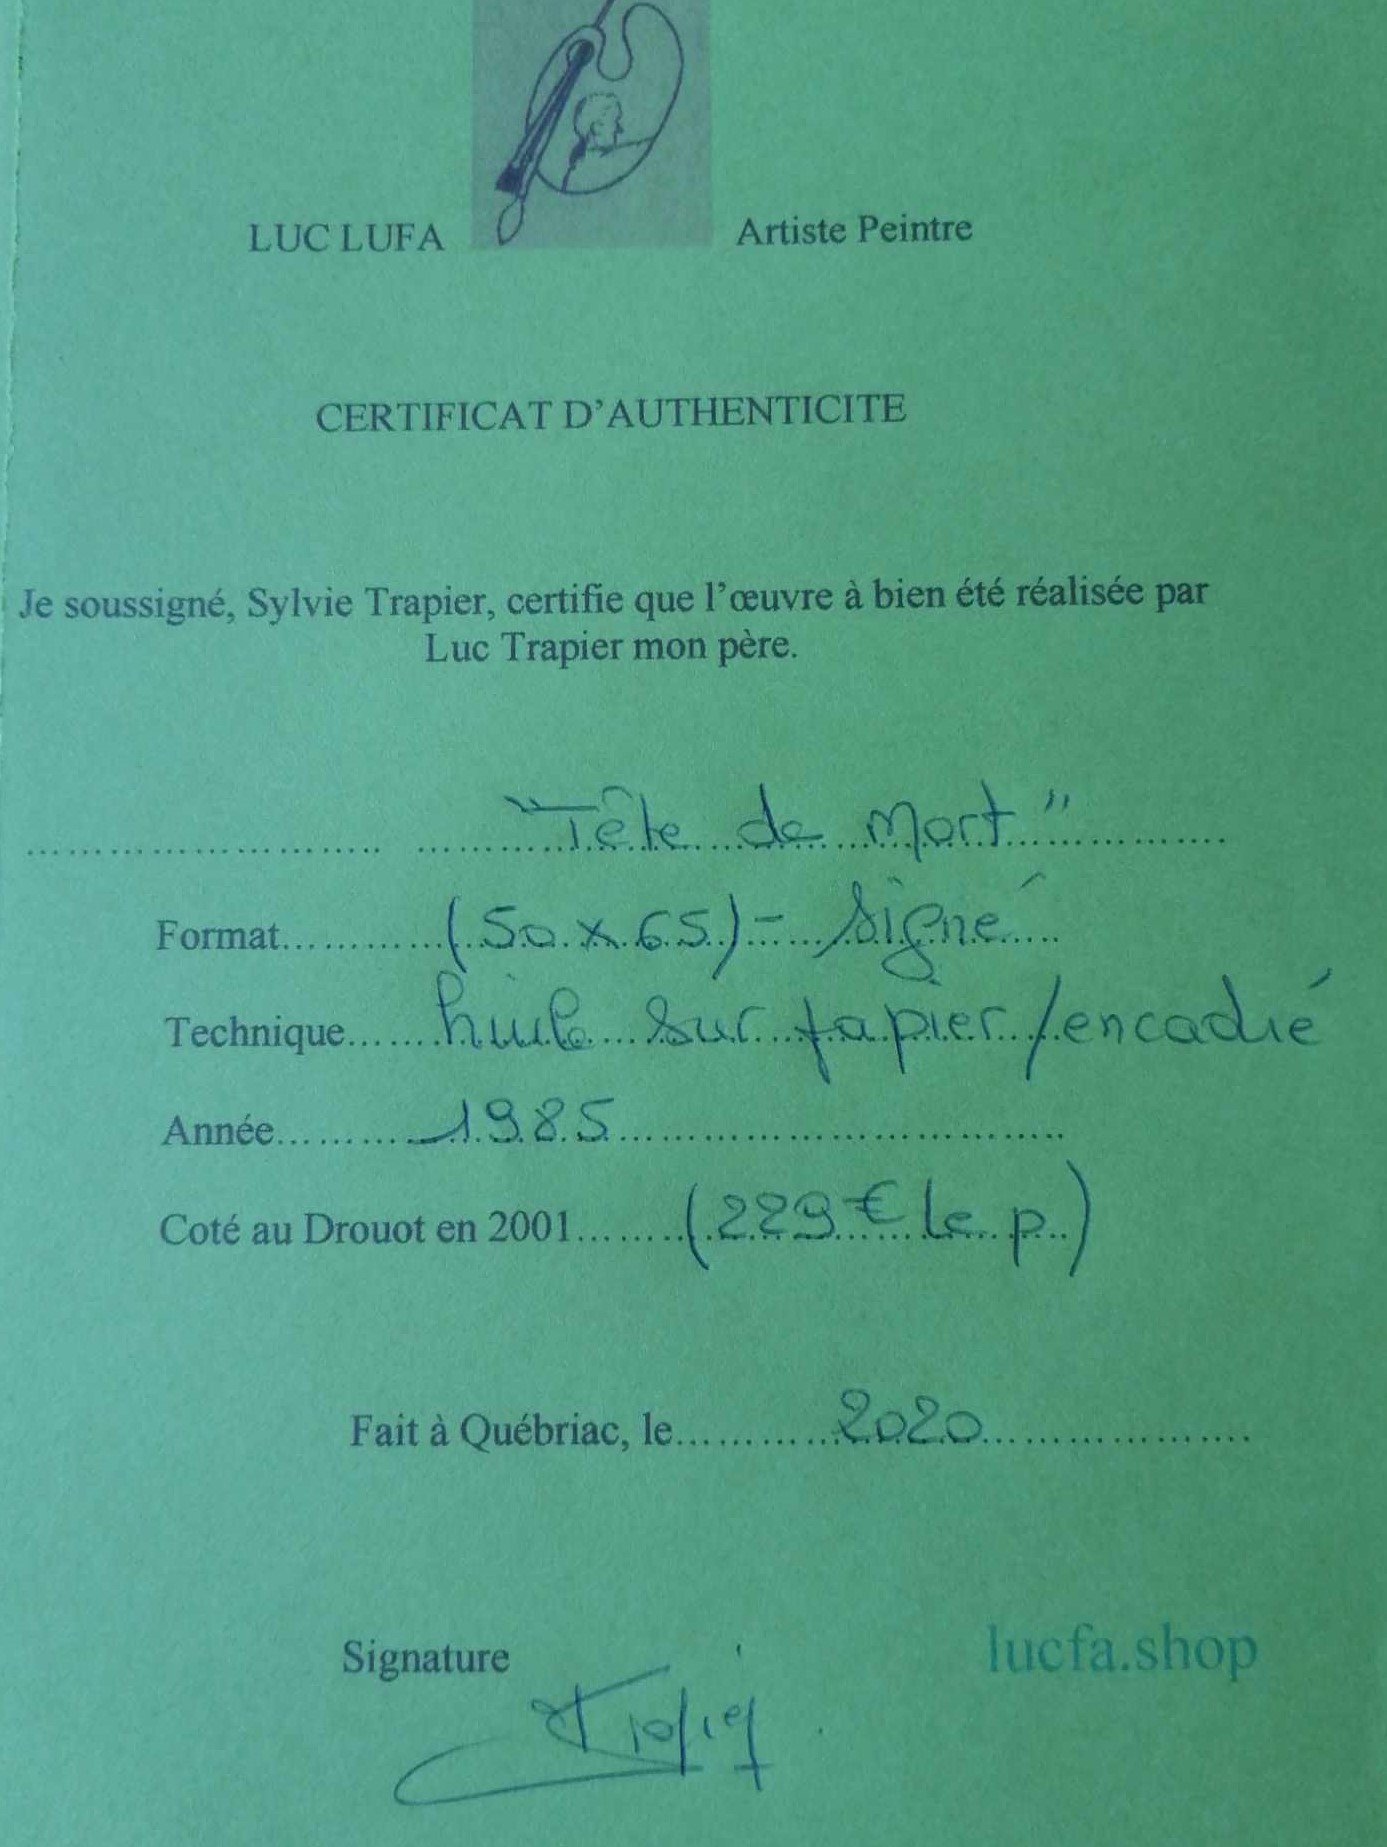 LUC LUFA Artiste Peintre
CERTIFICAT D'AUTHENTICITE
Je soussigné, Sylvie Trapier, certifie que l'œuvre à bien été réalisée par
Luc Trapier mon père.
"Tête de Mort"
Format............(50 x 65) - signé
Technique.......huile sur papier/encadré
Année..........1985
Coté au Drouot en 2001........(229 € le p.)
Fait à Québriac, le..........2020
Signature lucfa.shop
Trapier